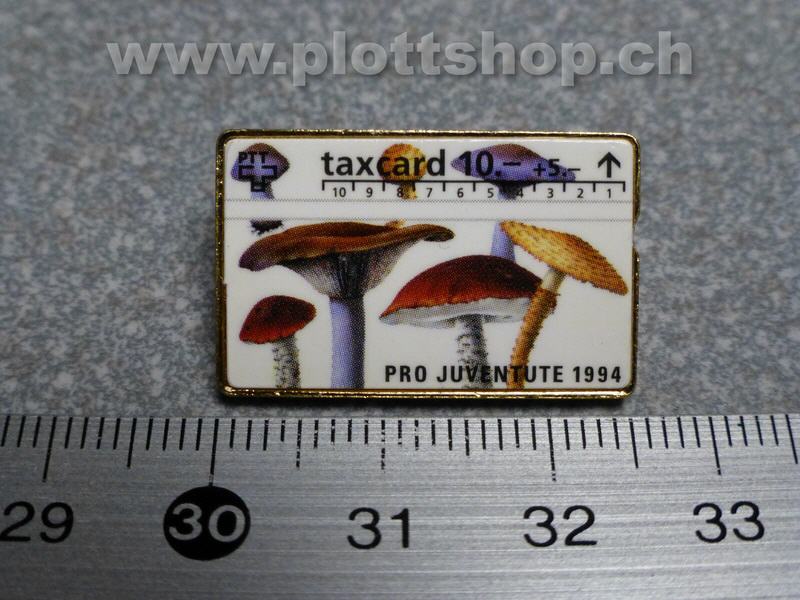 www.plottshop.ch
PTT taxcard 10.– +5.–
10 9 8 7 6 5 4 3 2 1
PRO JUVENTUTE 1994
29 30 31 32 33